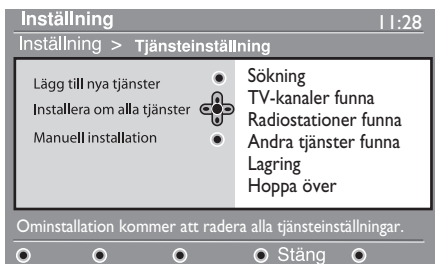 Inställning 11:28
Inställning > Tjänsteinställning
Lägg till nya tjänster
Installera om alla tjänster
Manuell installation
Sökning
TV-kanaler funna
Radiostationer funna
Andra tjänster funna
Lagring
Hoppa över
Ominstallation kommer att radera alla tjänsteinställningar.
Stäng